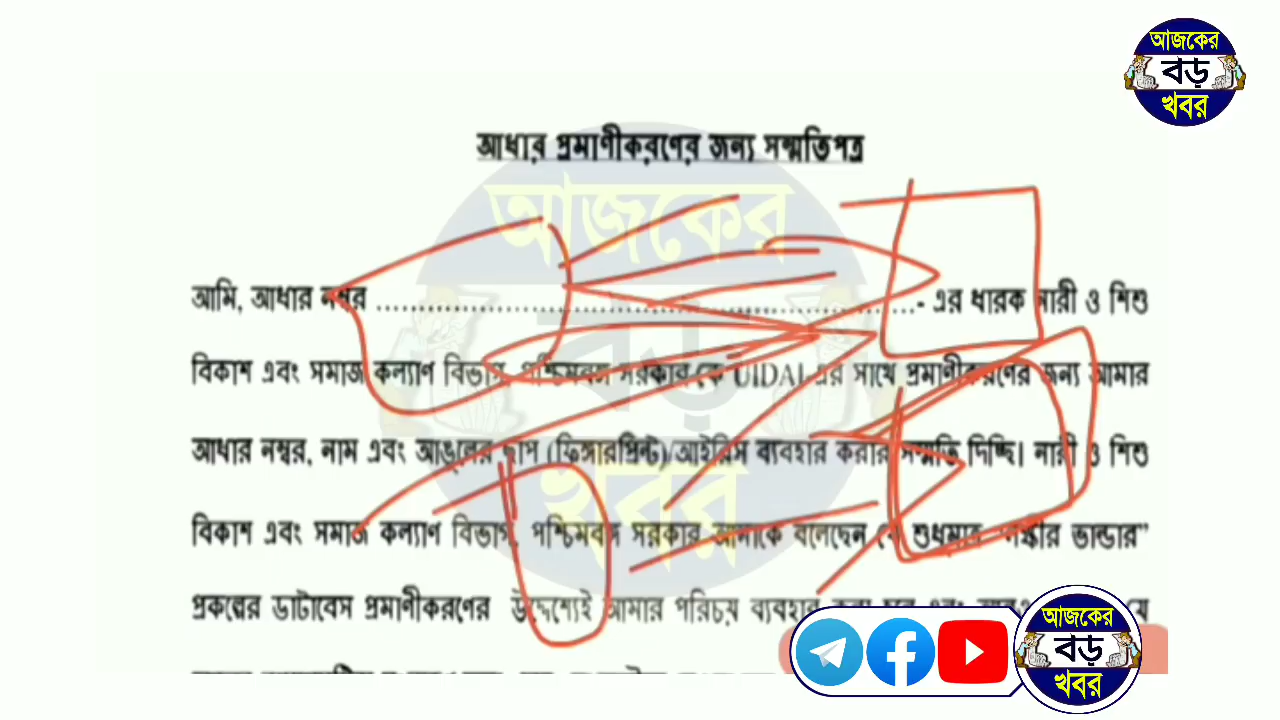 আজকের
বড়
খবর
আধার প্রমাণীকরণের জন্য সম্মতিপত্র
আজকের
বড়
খবর
আমি, আধার নম্বর ........................................................................- এর ধারক নারী ও শিশু
বিকাশ এবং সমাজ কল্যাণ বিভাগ, পশ্চিমবঙ্গ সরকার-কে UIDAI এর সাথে প্রমাণীকরণের জন্য আমার
আধার নম্বর, নাম এবং আঙুলের ছাপ (ফিঙ্গারপ্রিন্ট)/আইরিস ব্যবহার করার সম্মতি দিচ্ছি। নারী ও শিশু
বিকাশ এবং সমাজ কল্যাণ বিভাগ, পশ্চিমবঙ্গ সরকার আমাকে বলেছেন যে শুধুমাত্র ভান্ডার"
প্রকল্পের ডাটাবেস প্রমাণীকরণের উদ্দেশ্যেই আমার পরিচয় ব্যবহার যে
আজকের
বড়
খবর